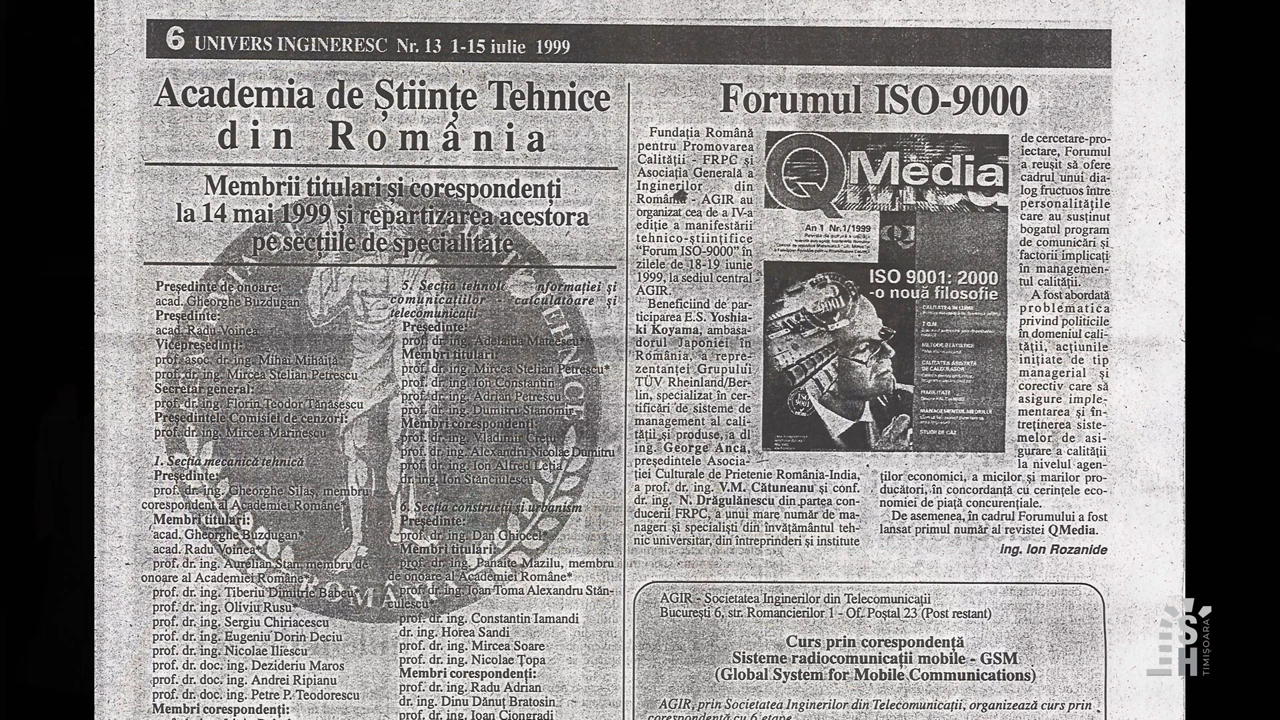 6 UNIVERS INGINERESC Nr. 13 1-15 iulie 1999
Academia de Științe Tehnice
din România
Membrii titulari și corespondenți
la 14 mai 1999 și repartizarea acestora
pe secțiile de specialitate
Președinte de onoare:
acad. Gheorghe Buzdugan
Președinte:
acad. Radu Voinea
Vicepreședinți:
prof. asoc. dr. ing. Mihai Mihăiță
prof. dr. ing. Mircea Stelian Petrescu
Secretar general:
prof. dr. ing. Florin Teodor Tănăsescu
Președintele Comisiei de cenzori:
prof. dr. ing. Mircea Marinescu
1. Secția mecanică tehnică
Președinte:
prof. dr. ing. Gheorghe Silaș, membru
corespondent al Academiei Române
Membri titulari:
acad. Gheorghe Buzdugan*
acad. Radu Voinea*
prof. dr. ing. Aurelian Stan, membru de
onoare al Academiei Române*
prof. dr. ing. Tiberiu Dimitrie Babeu
prof. dr. ing. Oliviu Rusu*
prof. dr. ing. Sergiu Chiriacescu
prof. dr. ing. Eugeniu Dorin Deciu
prof. dr. ing. Nicolae Iliescu
prof. dr. doc. ing. Dezideriu Maros
prof. dr. doc. ing. Andrei Ripianu
prof. dr. doc. ing. Petre P. Teodorescu
Membri corespondenți:
5. Secția tehnologia informației și
comunicațiilor - calculatoare și
telecomunicații
Președinte:
prof. dr. ing. Adelaida Mateescu*
Membri titulari:
prof. dr. ing. Mircea Stelian Petrescu*
prof. dr. ing. Ion Constantin
prof. dr. ing. Adrian Petrescu
prof. dr. ing. Dumitru Stanomir
Membri corespondenți:
prof. dr. ing. Vladimir Crețu
prof. dr. ing. Alexandru Nicolae Dumitru
prof. dr. ing. Ion Alfred Leția
prof. dr. ing. Ion Stănciulescu
6. Secția construcții și urbanism
Președinte:
prof. dr. ing. Dan Ghiocel
Membri titulari:
prof. dr. ing. Panaite Mazilu, membru
de onoare al Academiei Române*
prof. dr. ing. Ioan Toma Alexandru Stăn-
culescu*
prof. dr. ing. Constantin Iamandi
dr. ing. Horea Sandi
prof. dr. ing. Mircea Soare
prof. dr. ing. Nicolae Țopa
Membri corespondenți:
prof. dr. ing. Radu Adrian
prof. dr. ing. Dinu Dănuț Bratosin
prof. dr. ing. Ioan Ciongradi
Forumul ISO-9000
Fundația Română
pentru Promovarea
Calității - FRPC și
Asociația Generală a
Inginerilor din
România - AGIR au
organizat cea de a IV-a
ediție a manifestării
tehnico-științifice
“Forum ISO-9000” în
zilele de 18-19 iunie
1999, la sediul central
AGIR.
Beneficiind de par-
ticiparea E.S. Yoshia-
ki Koyama, ambasa-
dorul Japoniei în
România, a repre-
zentanței Grupului
TÜV Rheinland/Ber-
lin, specializat în cer-
tificări de sisteme de
management al cali-
tății și produse, a dl
ing. George Anca,
președintele Asocia-
ției Culturale de Prietenie România-India,
a prof. dr. ing. V.M. Cătuneanu și conf.
dr. ing. N. Drăgulănescu din partea con-
ducerii FRPC, a unui mare număr de ma-
nageri și specialiști din învățământul teh-
nic universitar, din întreprinderi și institute
QMedia
An 1 Nr.1/1999
ISO 9001: 2000
-o nouă filosofie
CALITATEA ÎN LUME
T.Q.M.
METODE STATISTICE
CALITATEA ASISTATĂ
DE CALCULATOR
FIABILITATE
MANAGEMENTUL MEDIULUI
STUDII DE CAZ
de cercetare-pro-
iectare, Forumul
a reușit să ofere
cadrul unui dia-
log fructuos între
personalitățile
care au susținut
bogatul program
de comunicări și
factorii implicați
în managemen-
tul calității.
A fost abordată
problematica
privind politicile
în domeniul cali-
tății, acțiunile
inițiate de tip
managerial și
corectiv care să
asigure imple-
mentarea și în-
treținerea siste-
melor de asi-
gurare a calității
la nivelul agen-
ților economici, a micilor și marilor pro-
ducători, în concordanță cu cerințele eco-
nomiei de piață concurențiale.
De asemenea, în cadrul Forumului a fost
lansat primul număr al revistei QMedia.
Ing. Ion Rozanide
AGIR - Societatea Inginerilor din Telecomunicații
București 6, str. Romancierilor 1 - Of. Poștal 23 (Post restant)
Curs prin corespondență
Sisteme radiocomunicații mobile - GSM
(Global System for Mobile Communications)
AGIR, prin Societatea Inginerilor din Telecomunicații, organizează curs prin
corespondență cu 6 etape
SH
TIMIȘOARA